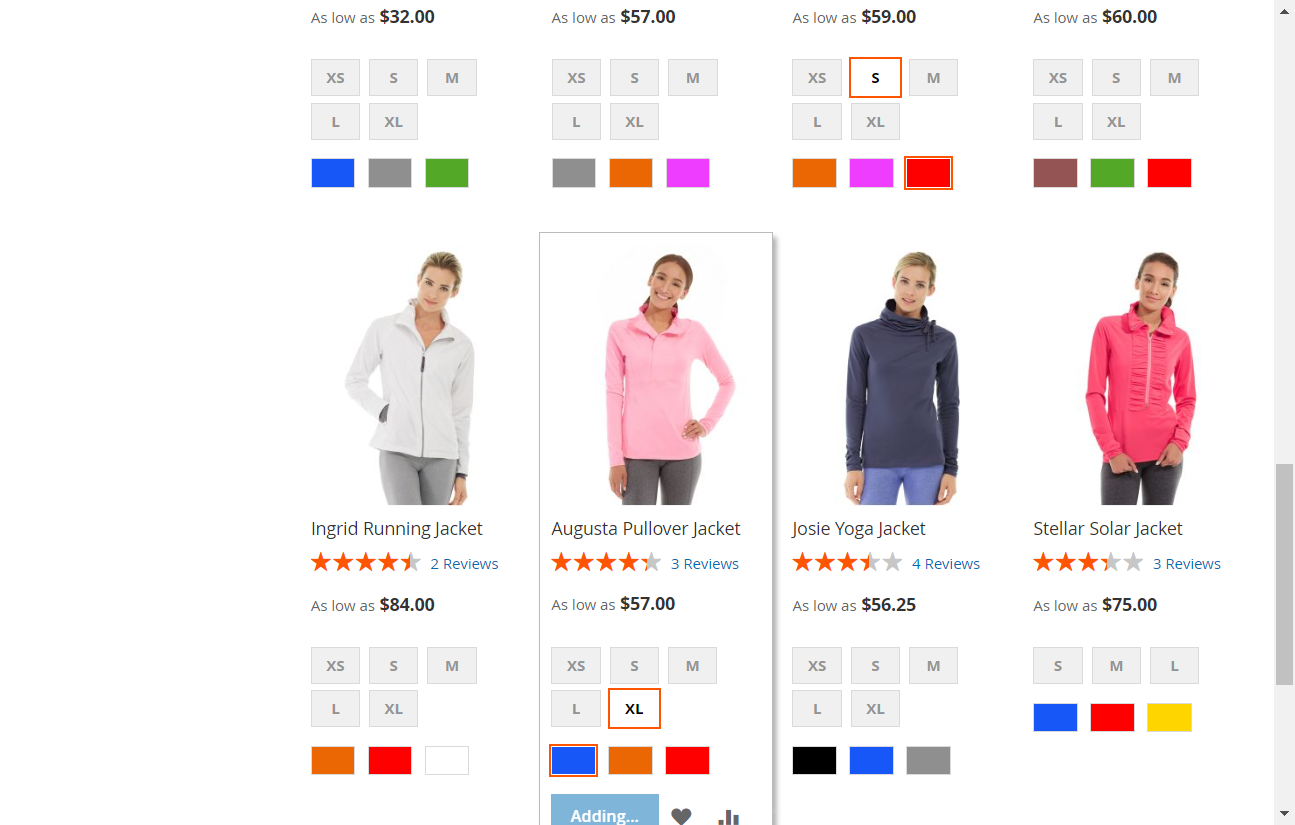 As low as $32.00
As low as $57.00
As low as $59.00
As low as $60.00
XS S M
XS S M
XS S M
XS S M
L XL
L XL
L XL
L XL
Ingrid Running Jacket
2 Reviews
As low as $84.00
XS S M
L XL
Augusta Pullover Jacket
3 Reviews
As low as $57.00
XS S M
L XL
Adding...
Josie Yoga Jacket
4 Reviews
As low as $56.25
XS S M
L XL
Stellar Solar Jacket
3 Reviews
As low as $75.00
S M L